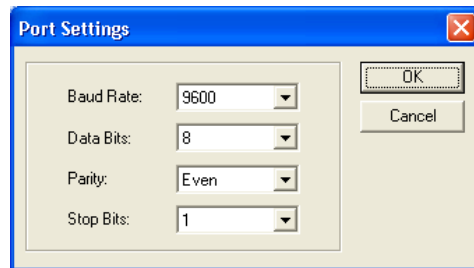 Port Settings
Baud Rate: 9600
OK
Data Bits: 8
Cancel
Parity: Even
Stop Bits: 1